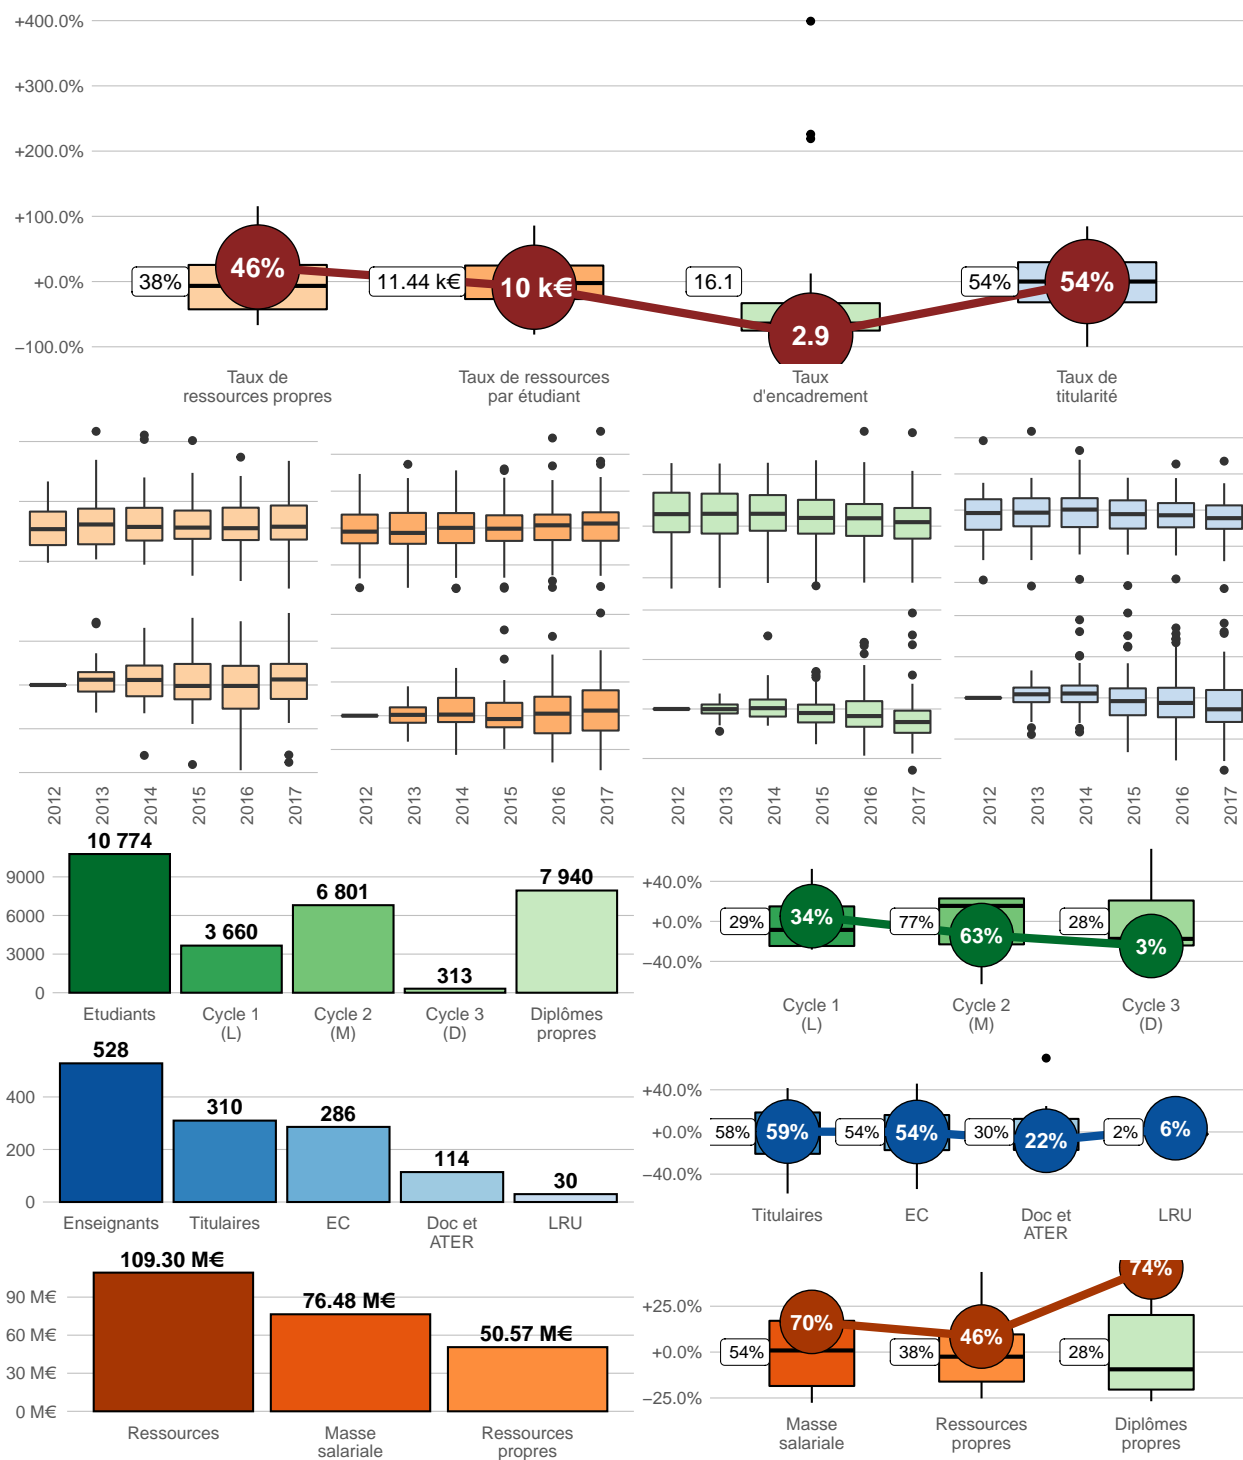 +400.0%
+300.0%
+200.0%
+100.0%
+0.0%
−100.0%
38%
46%
11.44 k€
10 k€
16.1
2.9
54%
54%
Taux de
ressources propres
Taux de ressources
par étudiant
Taux
d'encadrement
Taux de
titularité
2012
2013
2014
2015
2016
2017
2012
2013
2014
2015
2016
2017
2012
2013
2014
2015
2016
2017
2012
2013
2014
2015
2016
2017
9000
6000
3000
0
10 774
3 660
6 801
313
7 940
Etudiants
Cycle 1
(L)
Cycle 2
(M)
Cycle 3
(D)
Diplômes
propres
+40.0%
+0.0%
−40.0%
29%
34%
77%
63%
28%
3%
Cycle 1
(L)
Cycle 2
(M)
Cycle 3
(D)
400
200
0
528
310
286
114
30
Enseignants
Titulaires
EC
Doc et
ATER
LRU
+40.0%
+0.0%
−40.0%
58%
59%
54%
54%
30%
22%
2%
6%
Titulaires
EC
Doc et
ATER
LRU
90 M€
60 M€
30 M€
0 M€
109.30 M€
76.48 M€
50.57 M€
Ressources
Masse
salariale
Ressources
propres
+25.0%
+0.0%
−25.0%
54%
70%
38%
46%
28%
74%
Masse
salariale
Ressources
propres
Diplômes
propres